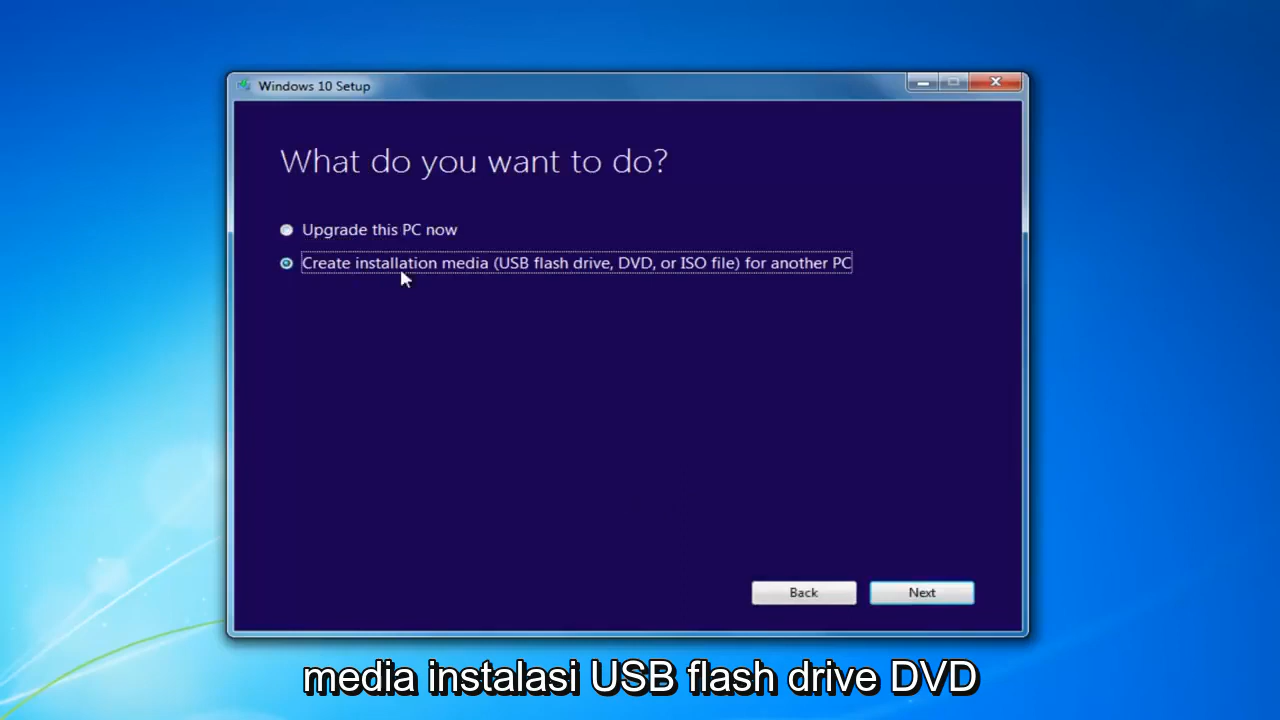 Windows 10 Setup
What do you want to do?
Upgrade this PC now
Create installation media (USB flash drive, DVD, or ISO file) for another PC
Back
Next
media instalasi USB flash drive DVD